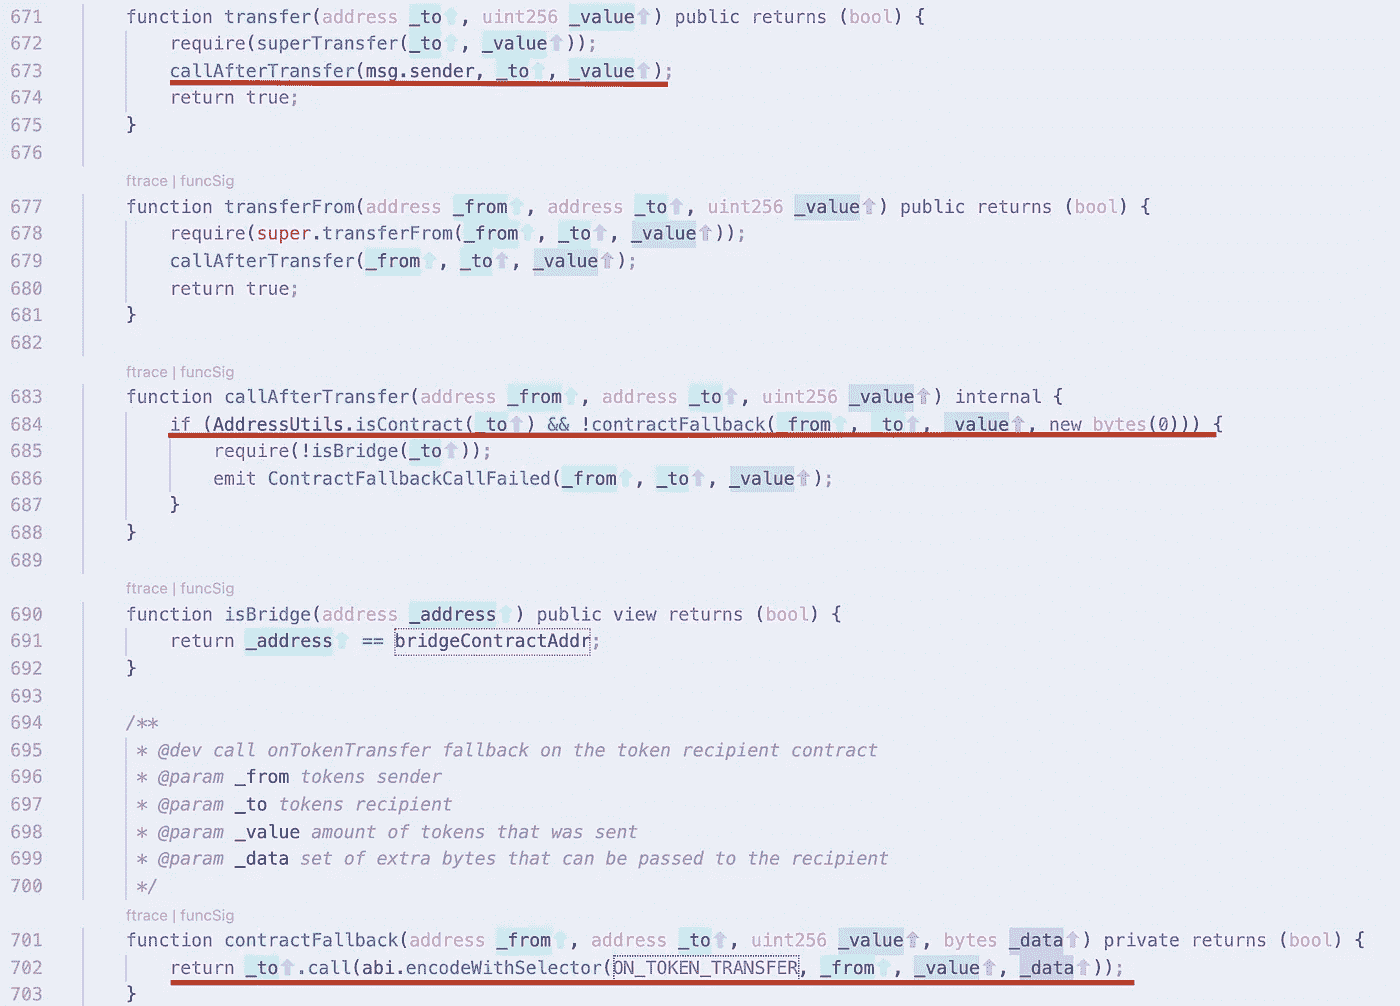 671 function transfer(address _to⇧, uint256 _value⇧) public returns (bool) {
672 require(superTransfer(_to⇧, _value⇧));
673 callAfterTransfer(msg.sender, _to⇧, _value⇧);
674 return true;
675 }
676
ftrace | funcSig
677 function transferFrom(address _from⇧, address _to⇧, uint256 _value⇧) public returns (bool) {
678 require(super.transferFrom(_from⇧, _to⇧, _value⇧));
679 callAfterTransfer(_from⇧, _to⇧, _value⇧);
680 return true;
681 }
682
ftrace | funcSig
683 function callAfterTransfer(address _from⇧, address _to⇧, uint256 _value⇧) internal {
684 if (AddressUtils.isContract(_to⇧) && !contractFallback(_from⇧, _to⇧, _value⇧, new bytes(0))) {
685 require(!isBridge(_to⇧));
686 emit ContractFallbackCallFailed(_from⇧, _to⇧, _value⇧);
687 }
688 }
689
ftrace | funcSig
690 function isBridge(address _address⇧) public view returns (bool) {
691 return _address⇧ == bridgeContractAddr;
692 }
693
694 /**
695 * @dev call onTokenTransfer fallback on the token recipient contract
696 * @param _from tokens sender
697 * @param _to tokens recipient
698 * @param _value amount of tokens that was sent
699 * @param _data set of extra bytes that can be passed to the recipient
700 */
ftrace | funcSig
701 function contractFallback(address _from⇧, address _to⇧, uint256 _value⇧, bytes _data⇧) private returns (bool) {
702 return _to⇧.call(abi.encodeWithSelector(ON_TOKEN_TRANSFER, _from⇧, _value⇧, _data⇧));
703 }